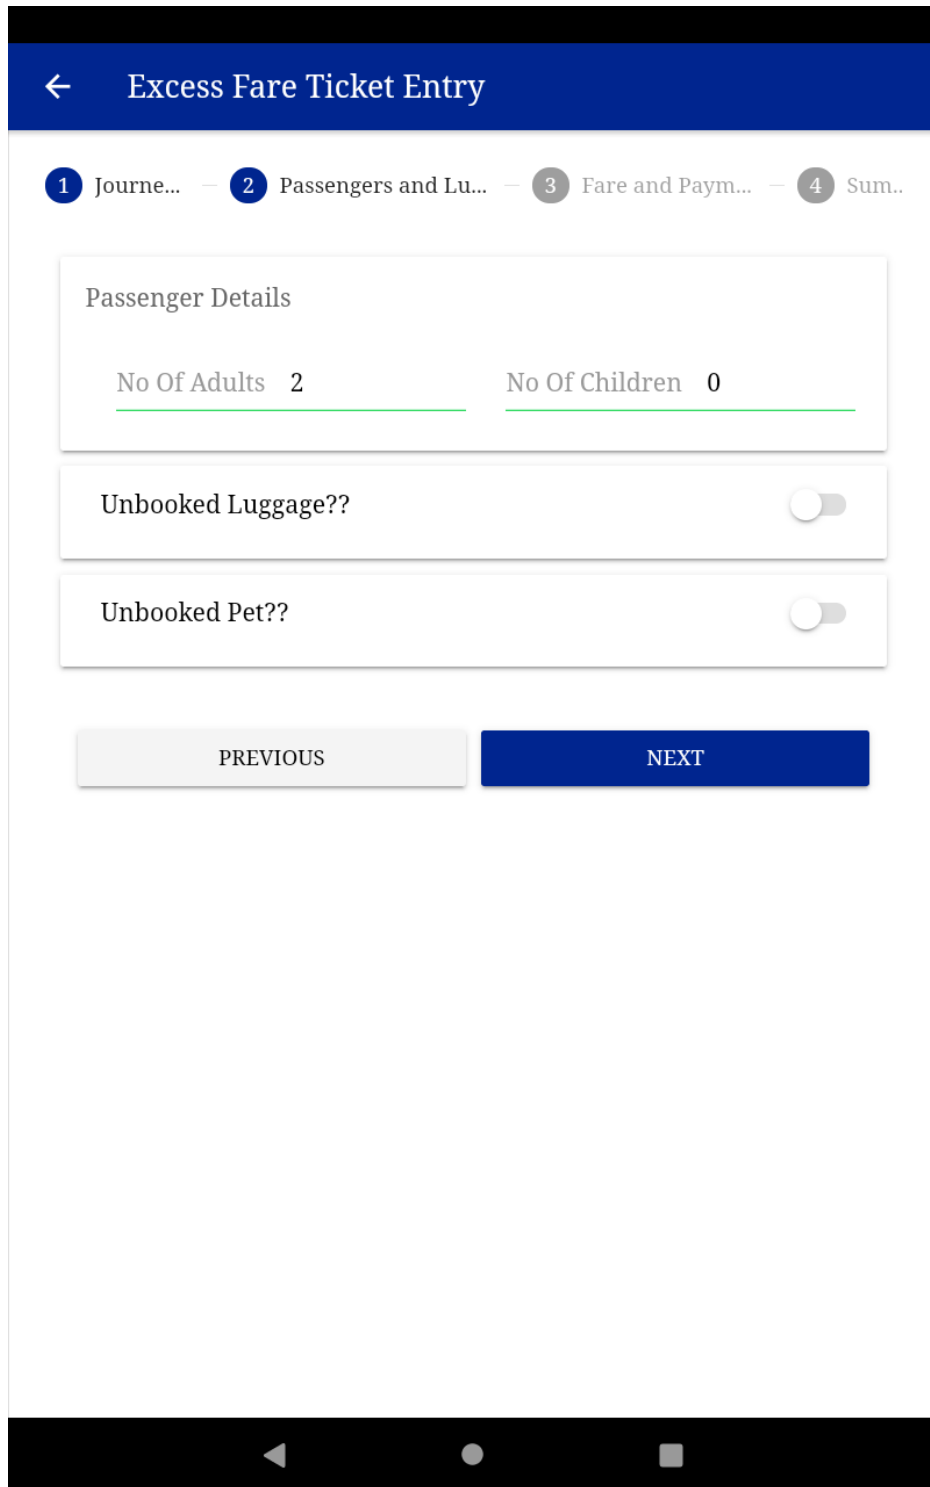 Excess Fare Ticket Entry
1 Journe... 2 Passengers and Lu... 3 Fare and Paym... 4 Sum..
Passenger Details
No Of Adults 2 No Of Children 0
Unbooked Luggage??
Unbooked Pet??
PREVIOUS NEXT